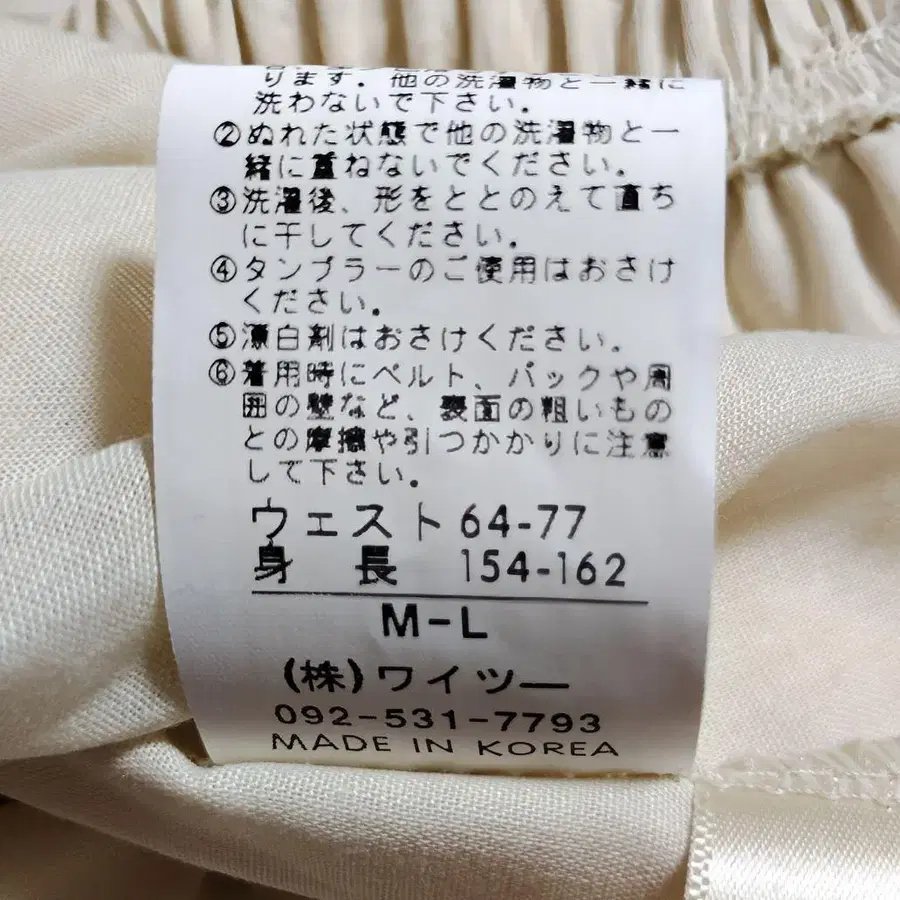 ります。他の洗濯物と一緒に
洗わないで下さい。
②ぬれた状態で他の洗濯物と一
緒に重ねないでください。
③洗濯後、形をととのえて直ち
に干してください。
④タンブラーのご使用はおさけ
ください。
⑤漂白剤はおさけください。
⑥着用時にベルト、バックや周
囲の壁など、表面の粗いもの
との摩擦や引つかかりに注意
して下さい。
ウェスト 64-77
身 長 154-162
M-L
(株)ワイツー
092-531-7793
MADE IN KOREA